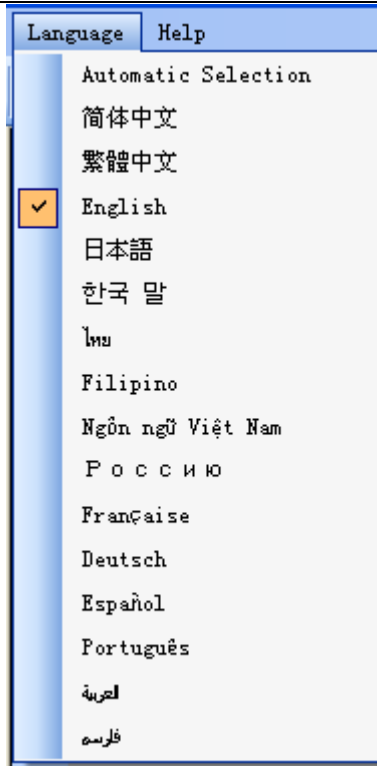 Language Help
Automatic Selection
简体中文
繁體中文
English
日本語
한국 말
ไทย
Filipino
Ngôn ngữ Việt Nam
Россию
Française
Deutsch
Español
Português
العربية
فارسی